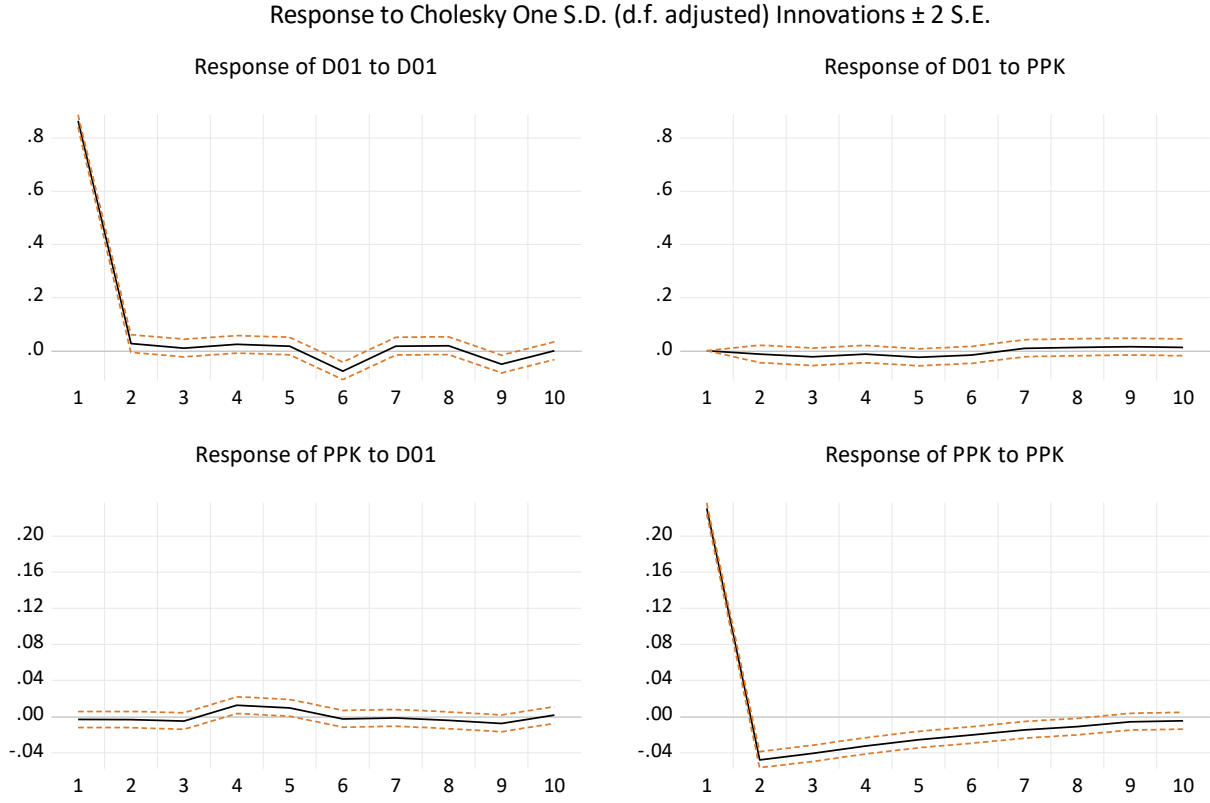 Response to Cholesky One S.D. (d.f. adjusted) Innovations ± 2 S.E.
Response of D01 to D01
.8
.6
.4
.2
.0
1 2 3 4 5 6 7 8 9 10
Response of D01 to PPK
.8
.6
.4
.2
.0
1 2 3 4 5 6 7 8 9 10
Response of PPK to D01
.20
.16
.12
.08
.04
.00
-.04
1 2 3 4 5 6 7 8 9 10
Response of PPK to PPK
.20
.16
.12
.08
.04
.00
-.04
1 2 3 4 5 6 7 8 9 10